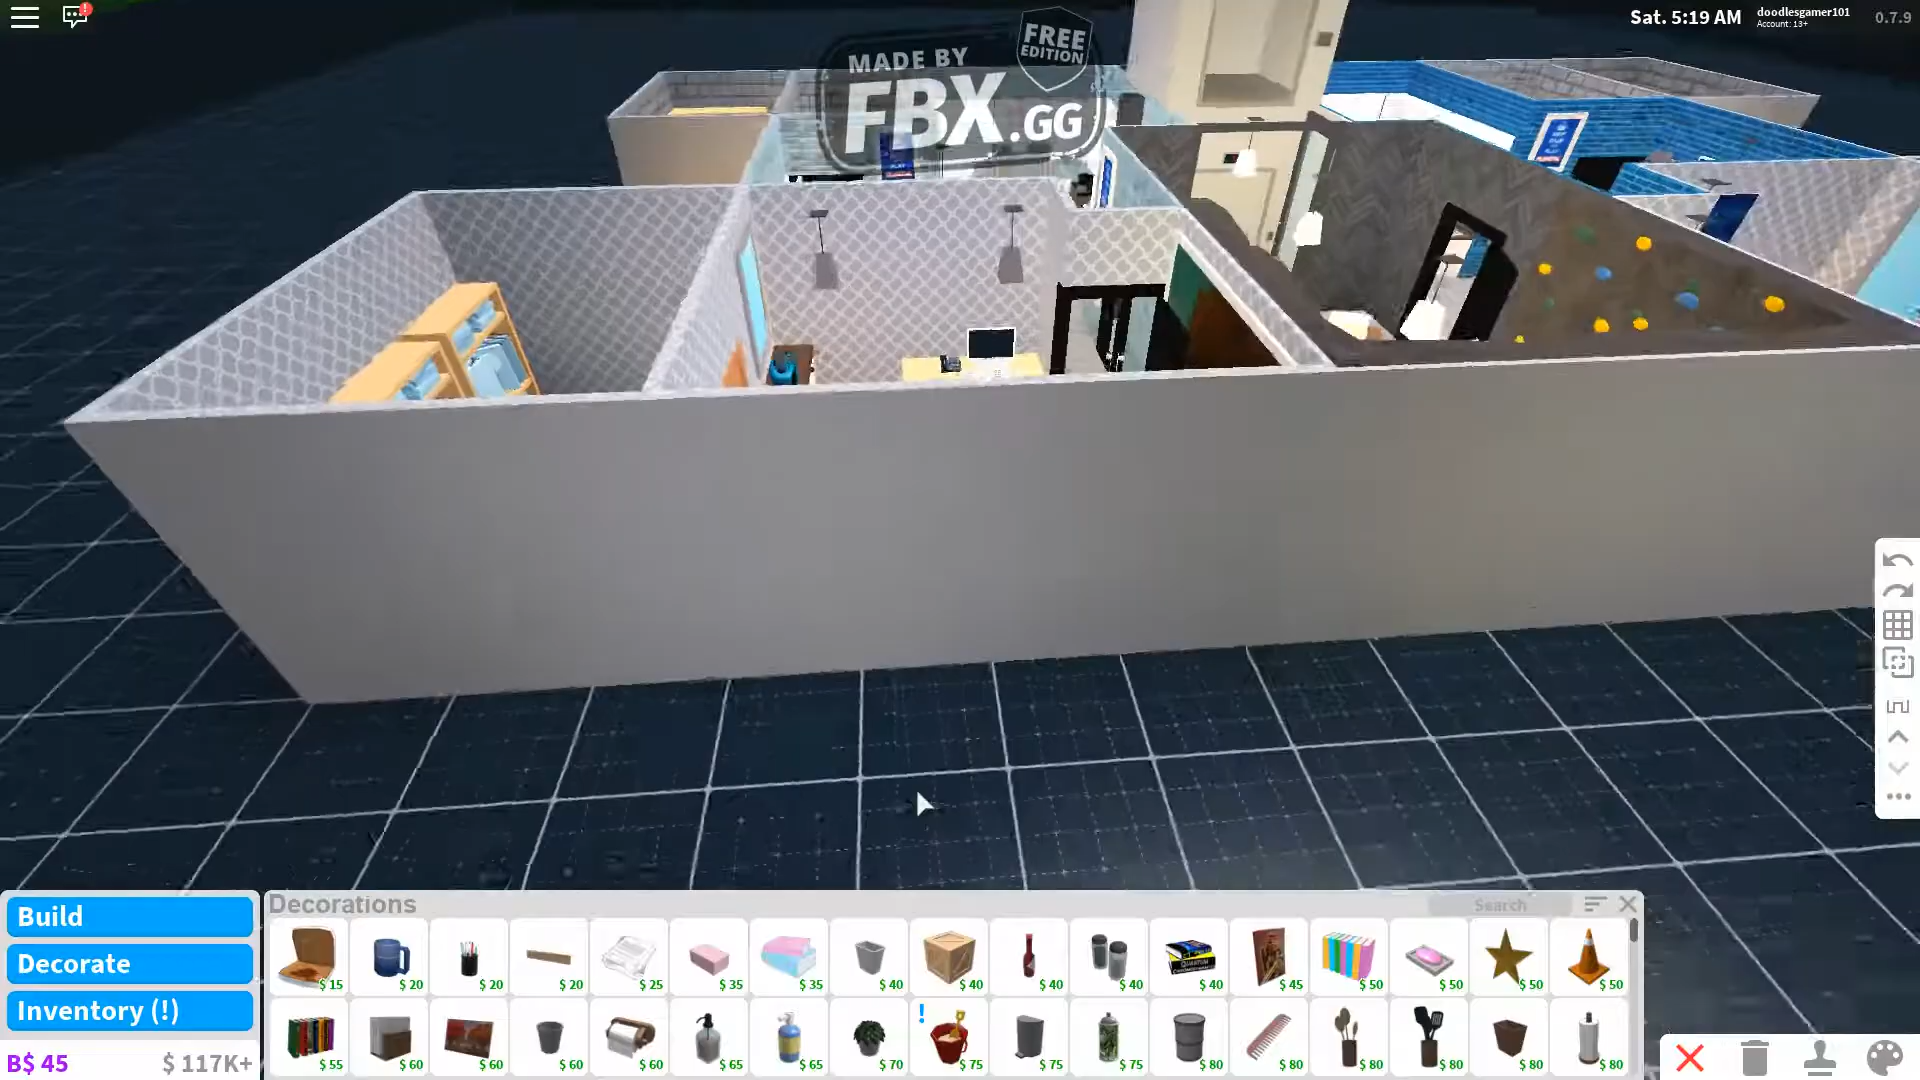 Sat. 5:19 AM
doodlesgamer101
Account: 13+
0.7.9
MADE BY
FBX.GG
FREE
EDITION
Build
Decorate
Inventory (!)
B$ 45
$ 117K+
Decorations
Search
$ 15
$ 20
$ 20
$ 20
$ 25
$ 35
$ 35
$ 40
$ 40
$ 40
$ 40
$ 40
$ 45
$ 50
$ 50
$ 50
$ 50
!
$ 55
$ 60
$ 60
$ 60
$ 60
$ 65
$ 65
$ 70
$ 75
$ 75
$ 75
$ 80
$ 80
$ 80
$ 80
$ 80
$ 80